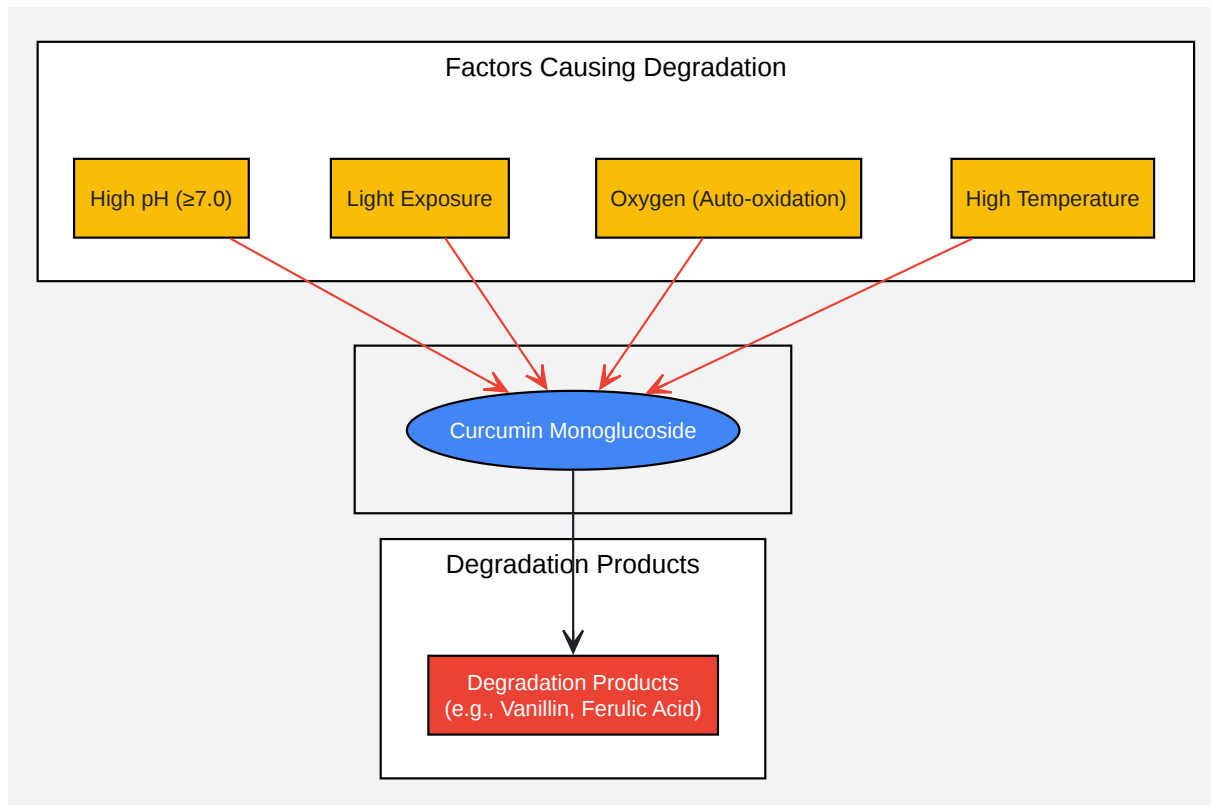 Factors Causing Degradation
High pH (≥7.0)
Light Exposure
Oxygen (Auto-oxidation)
High Temperature
Curcumin Monoglucoside
Degradation Products
Degradation Products
(e.g., Vanillin, Ferulic Acid)